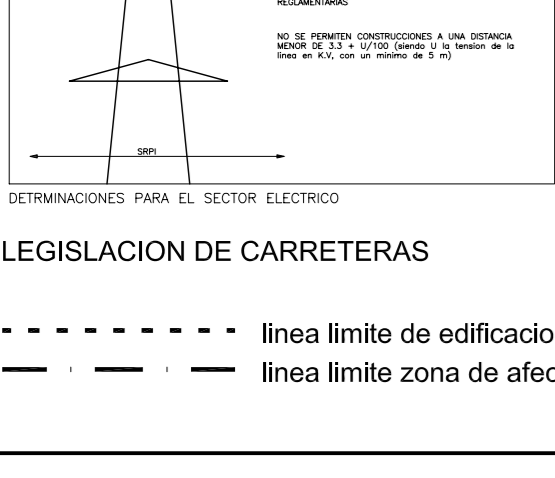 REGLAMENTARIAS
NO SE PERMITEN CONSTRUCCIONES A UNA DISTANCIA
MENOR DE 3.3 + U/100 (siendo U la tension de la
linea en K.V, con un minimo de 5 m)
SRPI
DETRMINACIONES PARA EL SECTOR ELECTRICO
LEGISLACION DE CARRETERAS
linea limite de edificacio
linea limite zona de afec